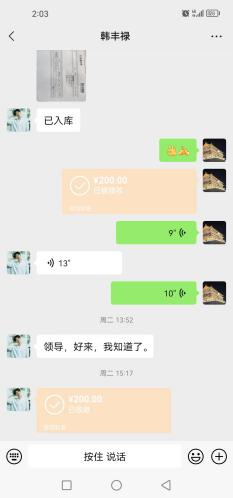 2:03
韩丰禄
已入库
¥200.00
已被接收
9"
13"
10"
周二 13:52
领导，好来，我知道了。
周二 15:17
¥200.00
已收款
按住 说话